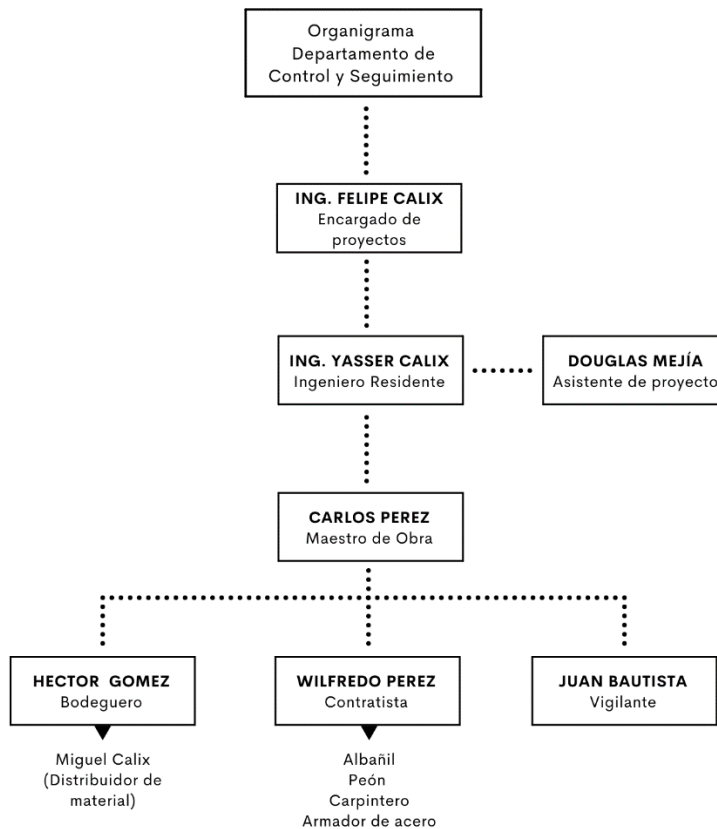 Organigrama
Departamento de
Control y Seguimiento
ING. FELIPE CALIX
Encargado de
proyectos
ING. YASSER CALIX
Ingeniero Residente
DOUGLAS MEJÍA
Asistente de proyecto
CARLOS PEREZ
Maestro de Obra
HECTOR GOMEZ
Bodeguero
WILFREDO PEREZ
Contratista
JUAN BAUTISTA
Vigilante
Miguel Calix
(Distribuidor de
material)
Albañil
Peón
Carpintero
Armador de acero